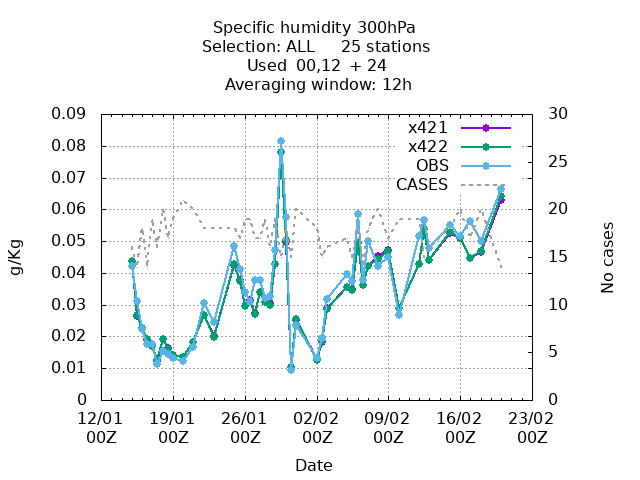 Specific humidity 300hPa
Selection: ALL 25 stations
Used 00,12 + 24
Averaging window: 12h
x421
x422
OBS
CASES
0.09
0.08
0.07
0.06
0.05
0.04
0.03
0.02
0.01
0
30
25
20
15
10
5
0
g/Kg
No cases
12/01 19/01 26/01 02/02 09/02 16/02 23/02
00Z 00Z 00Z 00Z 00Z 00Z 00Z
Date